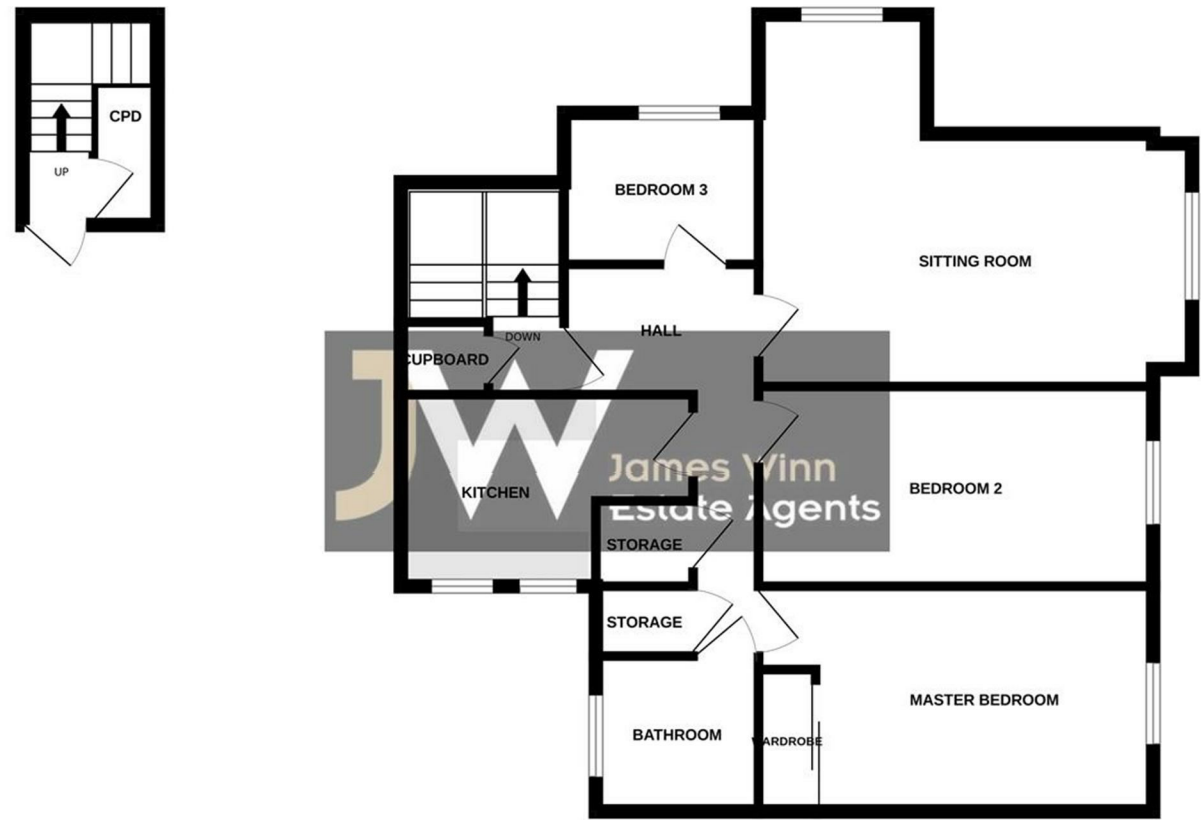 CPD
UP
BEDROOM 3
SITTING ROOM
HALL
DOWN
CUPBOARD
JW
James Winn
Estate Agents
KITCHEN
BEDROOM 2
STORAGE
STORAGE
MASTER BEDROOM
BATHROOM
WARDROBE